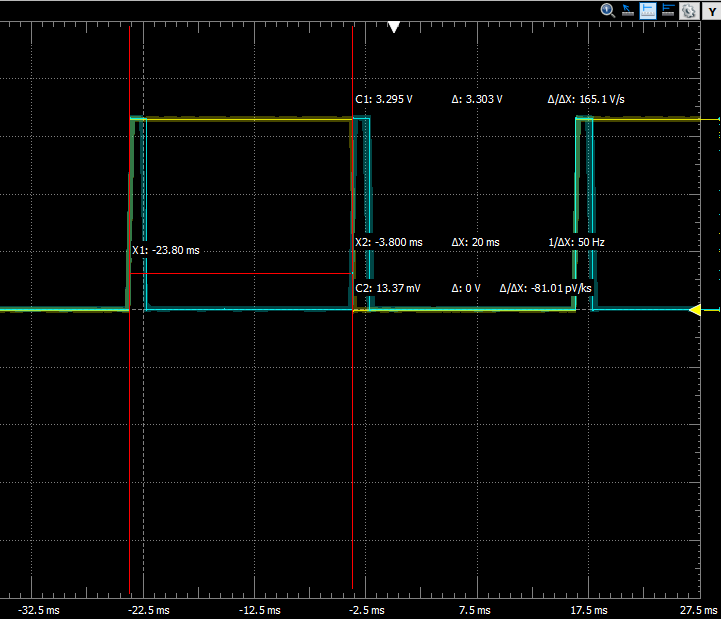 Y
C1: 3.295 V Δ: 3.303 V Δ/ΔX: 165.1 V/s
X1: -23.80 ms X2: -3.800 ms ΔX: 20 ms 1/ΔX: 50 Hz
C2: 13.37 mV Δ: 0 V Δ/ΔX: -81.01 pV/ks
-32.5 ms -22.5 ms -12.5 ms -2.5 ms 7.5 ms 17.5 ms 27.5 ms